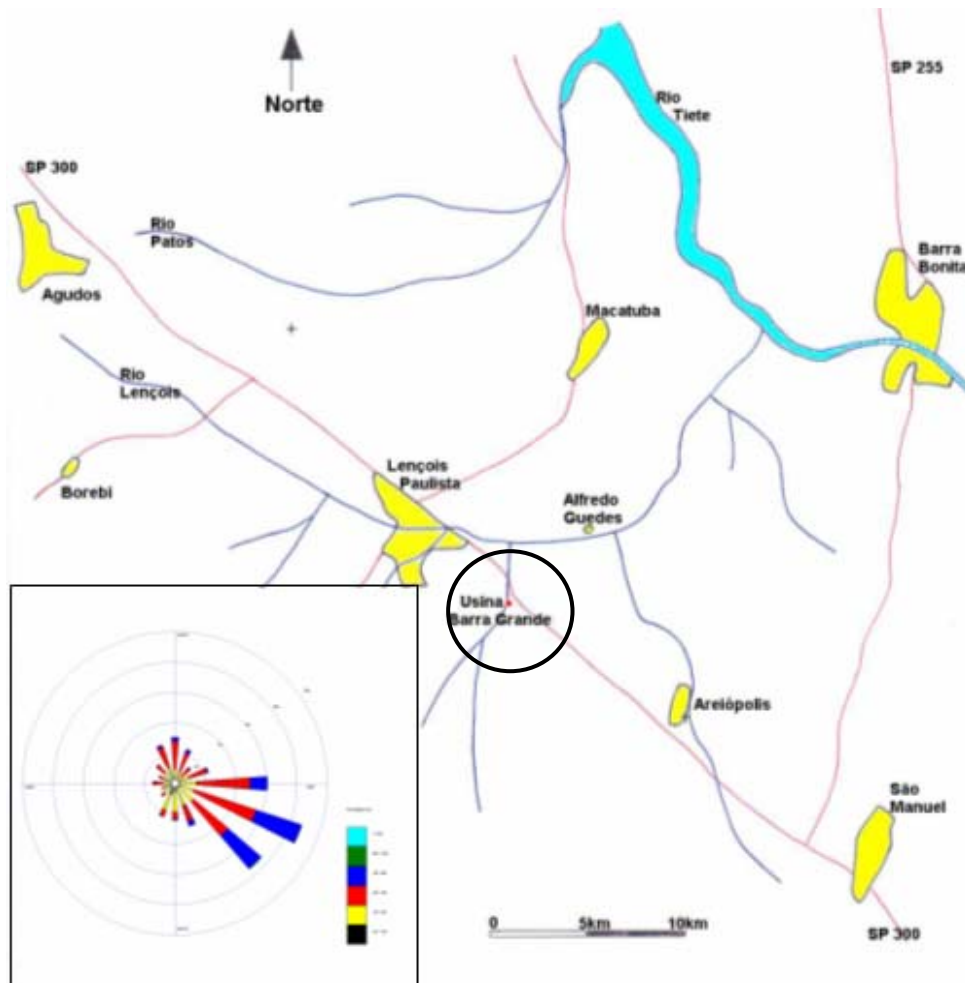 Norte
SP 255
Rio
Tiete
SP 300
Rio
Patos
Barra
Bonita
Agudos
Macatuba
Rio
Lençois
Lençois
Paulista
Borebi
Alfredo
Guedes
Usina
Barra Grande
Areiópolis
São
Manuel
0 5km 10km
SP 300